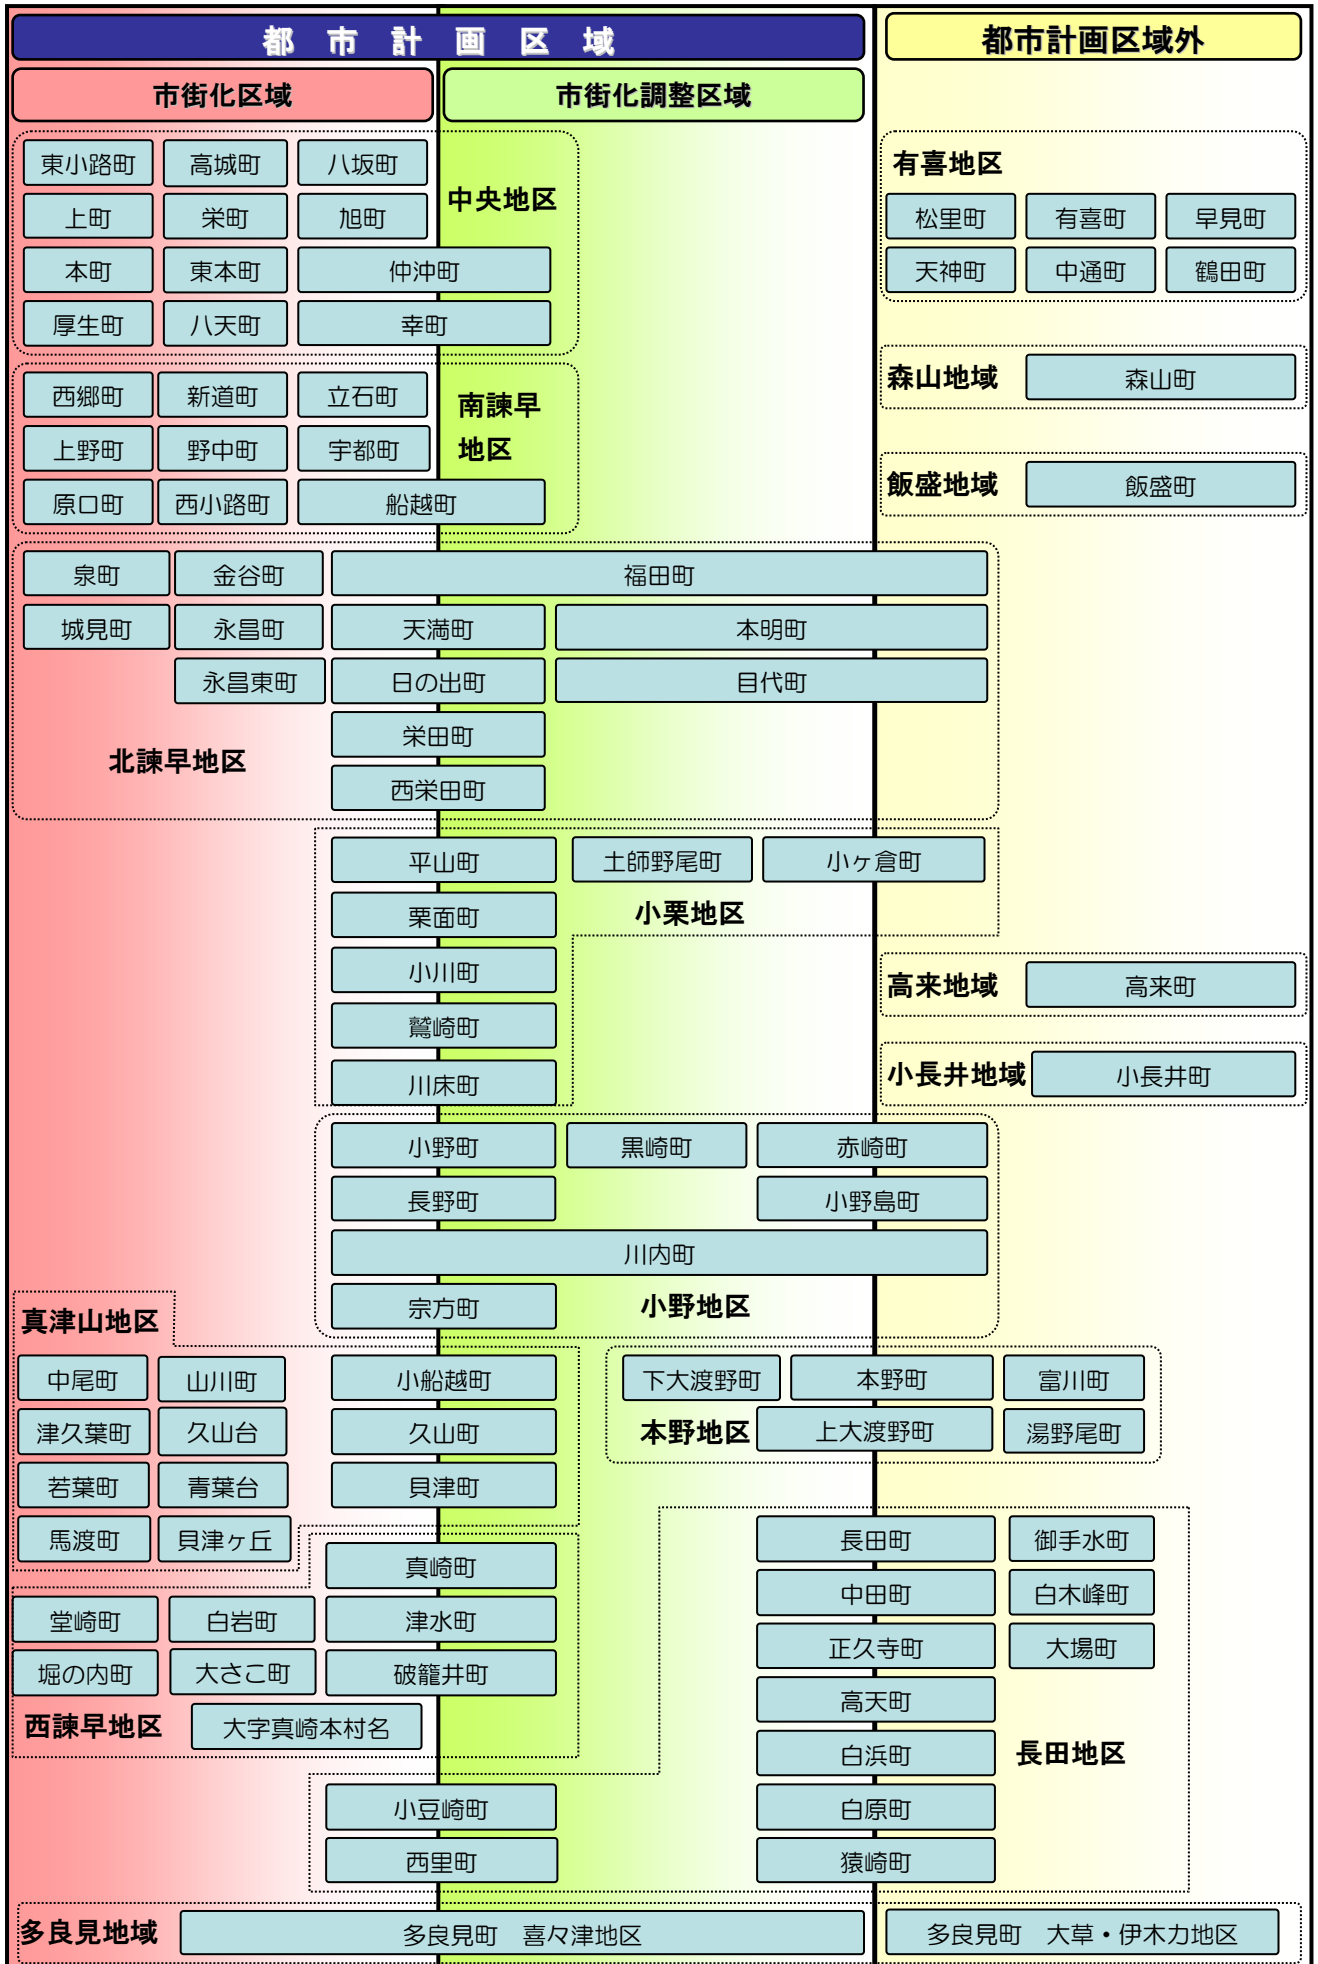 都市計画区域
都市計画区域外
市街化区域
市街化調整区域
東小路町 高城町 八坂町
中央地区
上町 栄町 旭町
本町 東本町 仲沖町
厚生町 八天町 幸町
有喜地区
松里町 有喜町 早見町
天神町 中通町 鶴田町
西郷町 新道町 立石町
南諫早
地区
上野町 野中町 宇都町
原口町 西小路町 船越町
森山地域 森山町
飯盛地域 飯盛町
泉町 金谷町 福田町
城見町 永昌町 天満町 本明町
永昌東町 日の出町 目代町
栄田町
北諫早地区
西栄田町
平山町 土師野尾町 小ヶ倉町
栗面町
小栗地区
小川町
鷲崎町
川床町
高来地域 高来町
小長井地域 小長井町
小野町 黒崎町 赤崎町
長野町 小野島町
川内町
宗方町
小野地区
真津山地区
中尾町 山川町 小船越町
津久葉町 久山台 久山町
若葉町 青葉台 貝津町
馬渡町 貝津ヶ丘
下大渡野町 本野町 富川町
本野地区
上大渡野町 湯野尾町
真崎町
堂崎町 白岩町 津水町
堀の内町 大さこ町 破籠井町
西諫早地区 大字真崎本村名
長田町 御手水町
中田町 白木峰町
正久寺町 大場町
高天町
白浜町
長田地区
小豆崎町 白原町
西里町 猿崎町
多良見地域 多良見町 喜々津地区 多良見町 大草・伊木力地区